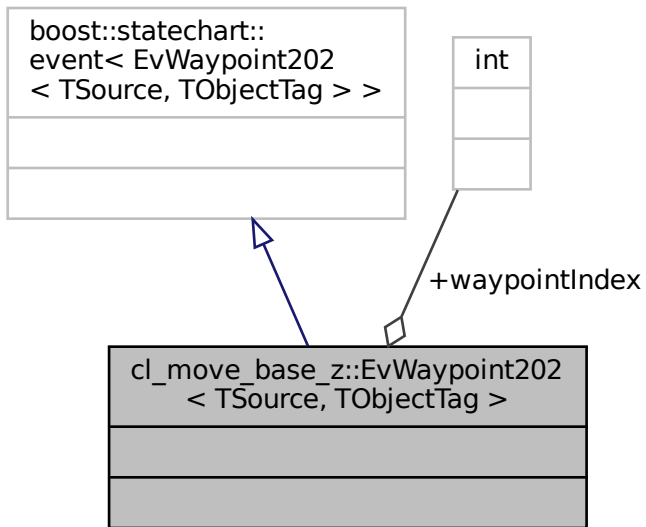 boost::statechart::
event< EvWaypoint202
< TSource, TObjectTag > >
int
+waypointIndex
cl_move_base_z::EvWaypoint202
< TSource, TObjectTag >